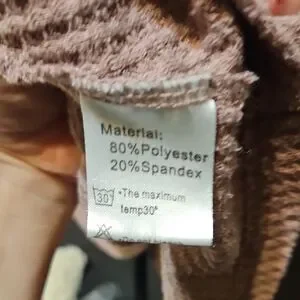 Material:
80%Polyester
20%Spandex
30 •The maximum
temp30°